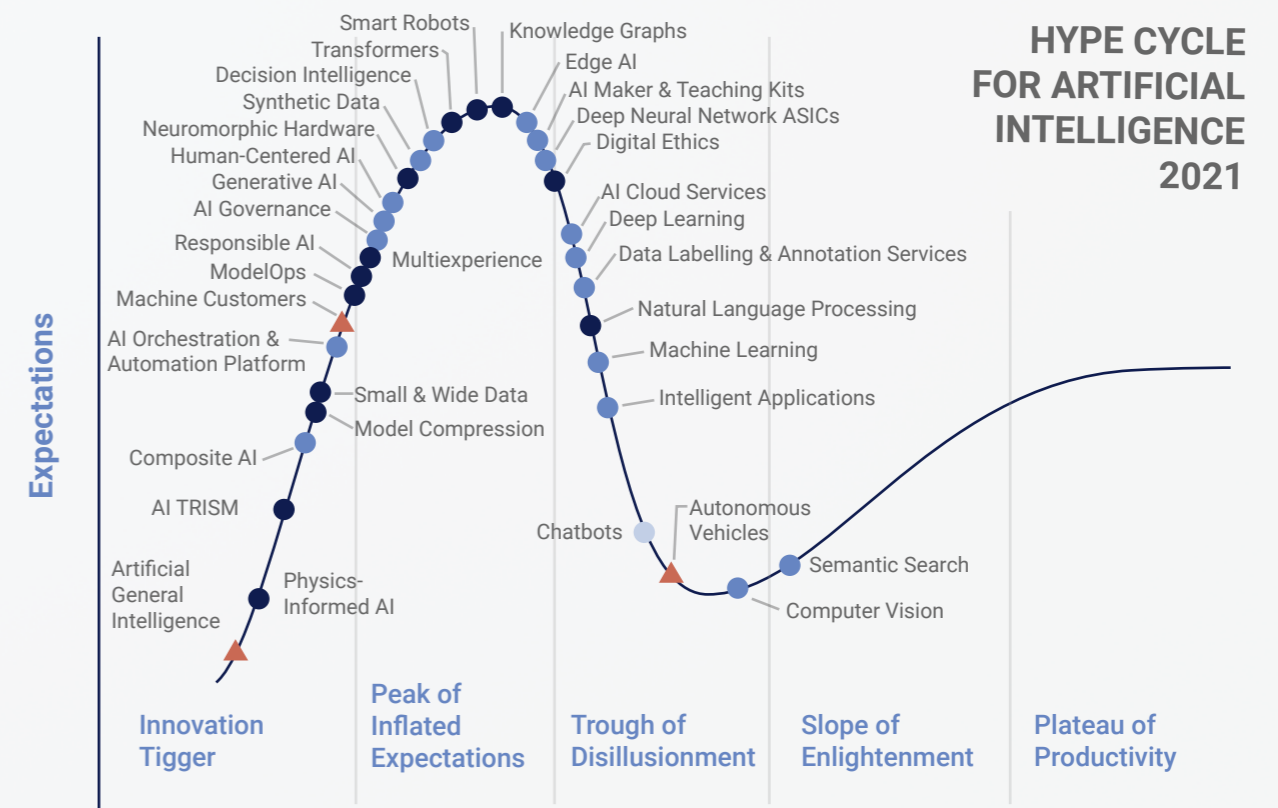 HYPE CYCLE
FOR ARTIFICIAL
INTELLIGENCE
2021
Expectations
Smart Robots
Transformers
Decision Intelligence
Synthetic Data
Neuromorphic Hardware
Human-Centered AI
Generative AI
AI Governance
Responsible AI
ModelOps
Machine Customers
AI Orchestration &
Automation Platform
Composite AI
AI TRISM
Artificial
General
Intelligence
Multiexperience
Small & Wide Data
Model Compression
Physics-
Informed AI
Knowledge Graphs
Edge AI
AI Maker & Teaching Kits
Deep Neural Network ASICs
Digital Ethics
AI Cloud Services
Deep Learning
Data Labelling & Annotation Services
Natural Language Processing
Machine Learning
Intelligent Applications
Chatbots
Autonomous
Vehicles
Semantic Search
Computer Vision
Innovation
Tigger
Peak of
Inflated
Expectations
Trough of
Disillusionment
Slope of
Enlightenment
Plateau of
Productivity